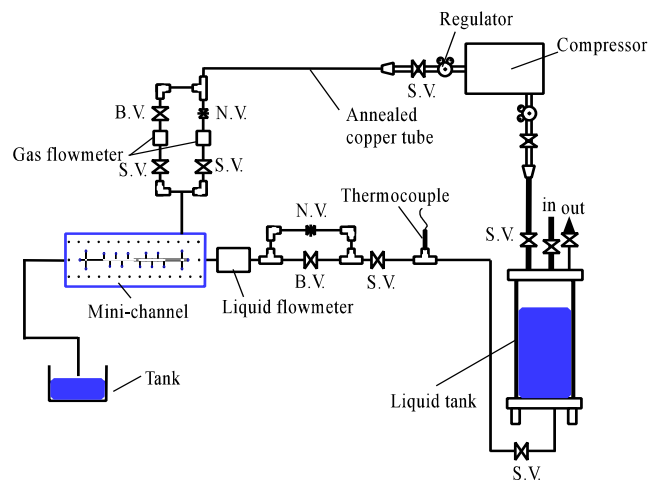 Regulator
Compressor
S.V.
B.V.
N.V.
Annealed
copper tube
Gas flowmeter
S.V.
S.V.
Thermocouple
in out
N.V.
S.V.
B.V.
S.V.
Mini-channel
Liquid flowmeter
Tank
Liquid tank
S.V.